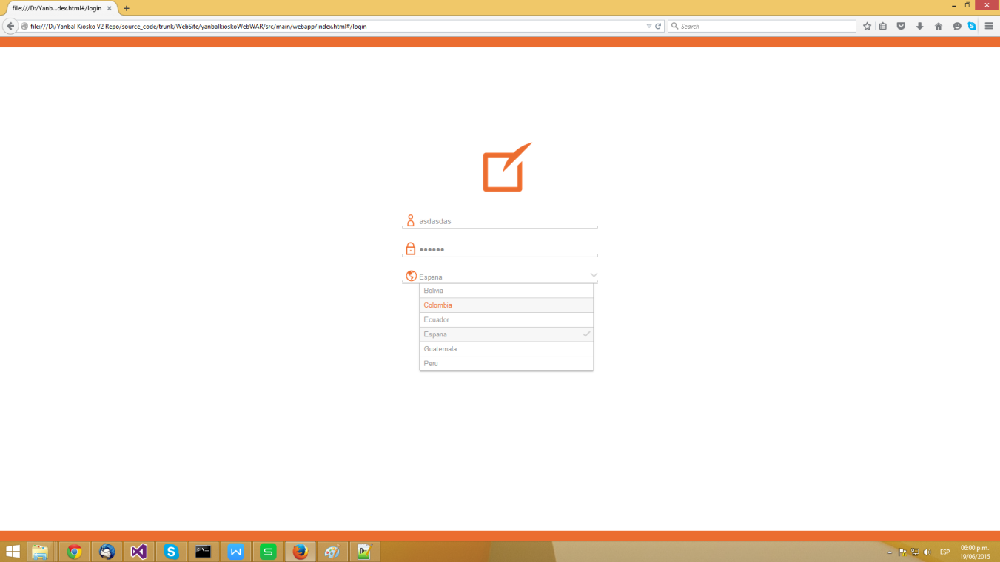 file:///D:/Yanb...dex.html#/login
file:///D:/Yanbal Kiosko V2 Repo/source_code/trunk/WebSite/yanbalkioskoWebWAR/src/main/webapp/index.html#/login
Search
asdasdas
••••••
Espana
Bolivia
Colombia
Ecuador
Espana
Guatemala
Peru
ESP
06:00 p.m.
19/06/2015